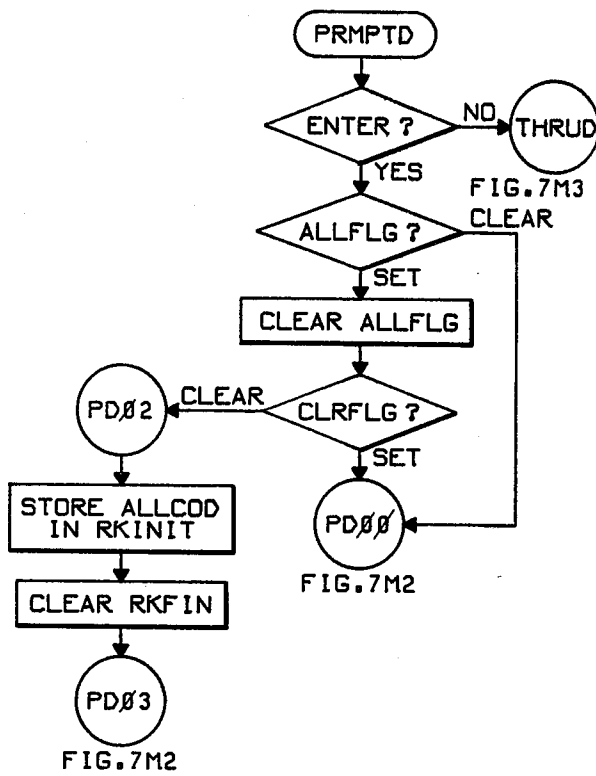 PRMPTD
ENTER ?
NO
THRUD
FIG.7M3
YES
ALLFLG ?
CLEAR
SET
CLEAR ALLFLG
CLRFLG ?
CLEAR
PDØ2
SET
PDØØ
FIG.7M2
STORE ALLCOD
IN RKINIT
CLEAR RKFIN
PDØ3
FIG.7M2